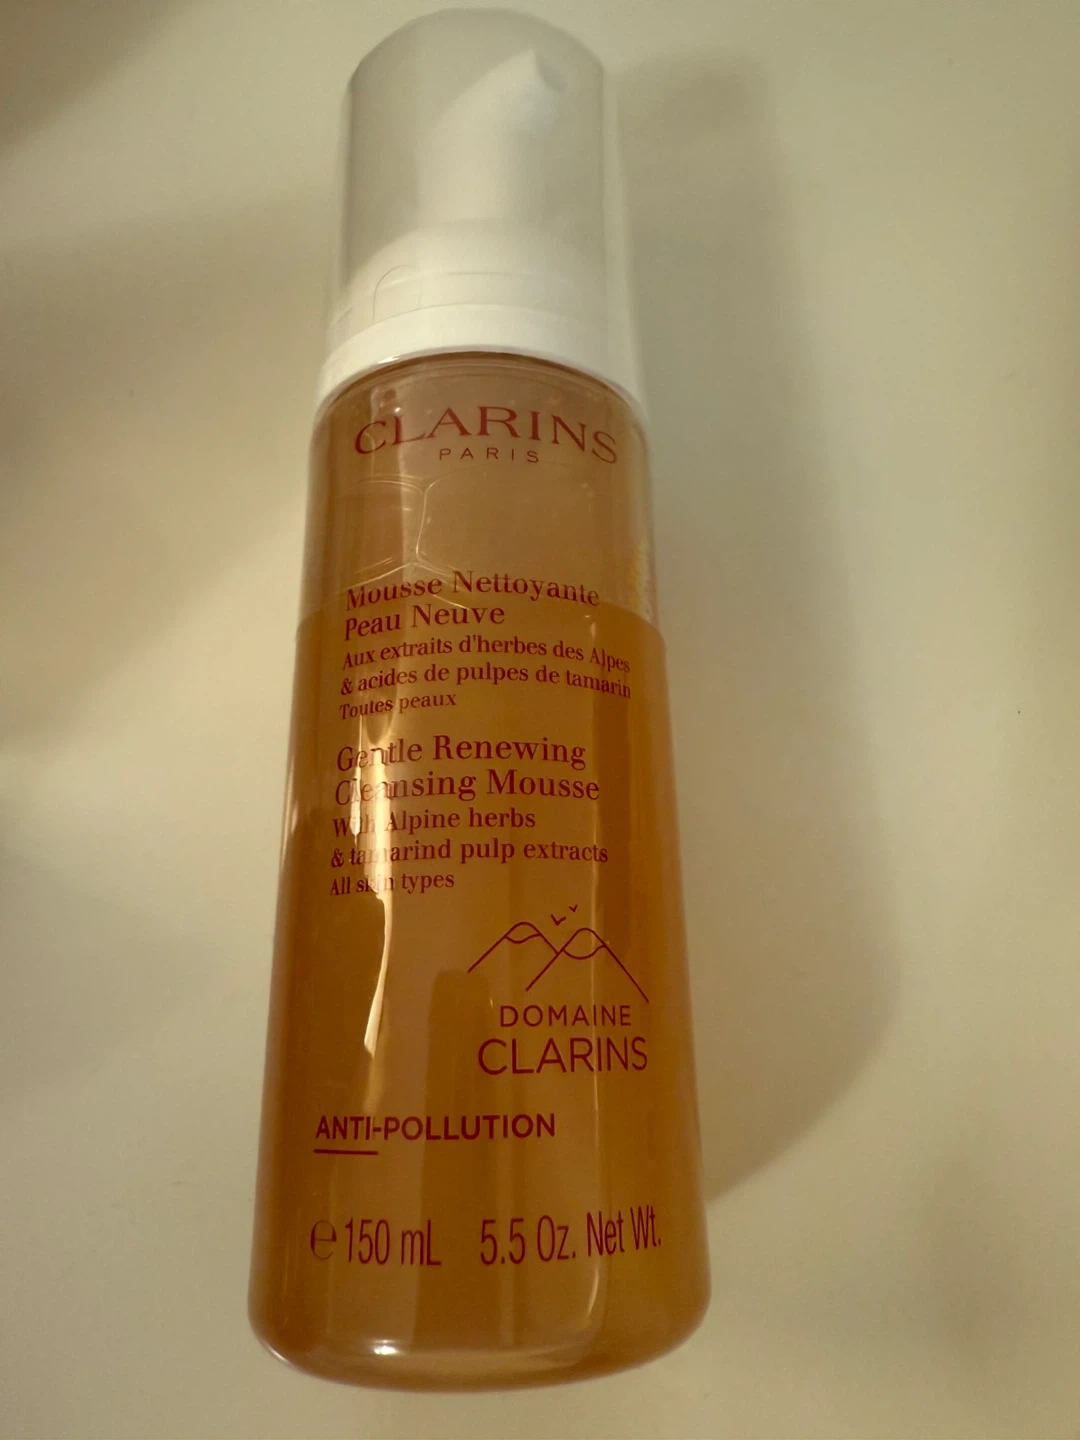 CLARINS
PARIS
Mousse Nettoyante
Peau Neuve
Aux extraits d'herbes des Alpes
& acides de pulpes de tamarin
Toutes peaux
Gentle Renewing
Cleansing Mousse
With Alpine herbs
& tamarind pulp extracts
All skin types
DOMAINE
CLARINS
ANTI-POLLUTION
℮ 150 mL 5.5 Oz. Net Wt.